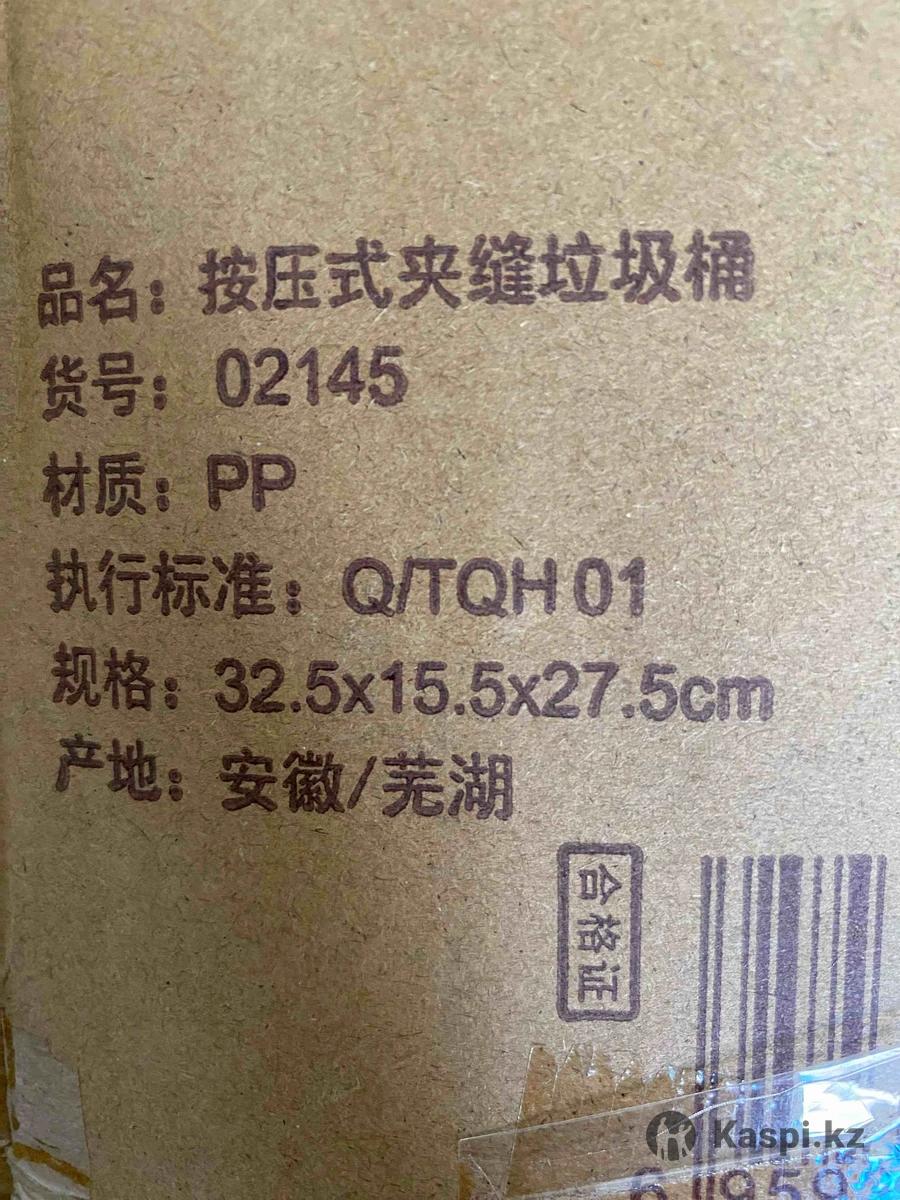 品名：按压式夹缝垃圾桶
货号：02145
材质：PP
执行标准：Q/TQH 01
规格：32.5x15.5x27.5cm
产地：安徽/芜湖
合格证
Kaspi.kz